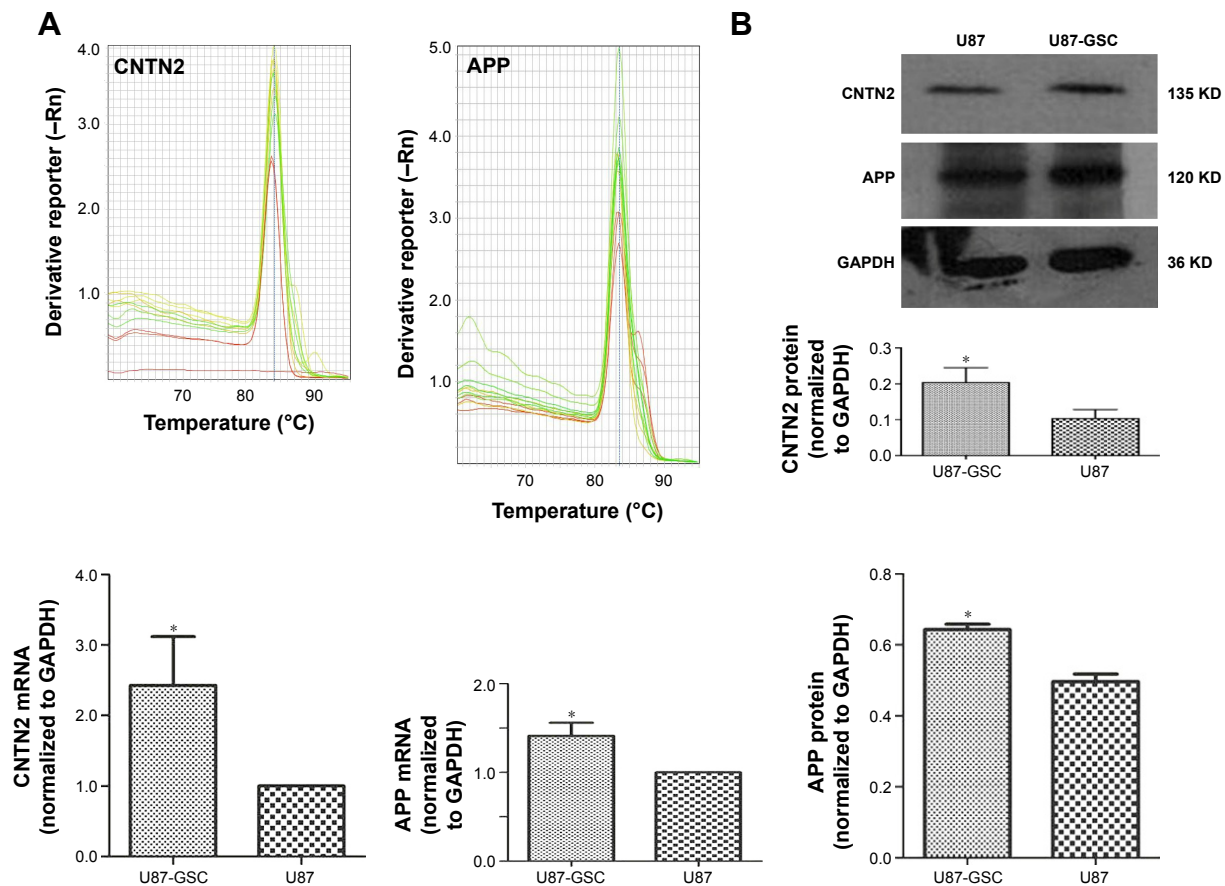 A
CNTN2
4.0
3.0
2.0
1.0
Derivative reporter (–Rn)
70
80
90
Temperature (°C)
APP
5.0
4.0
3.0
2.0
1.0
Derivative reporter (–Rn)
70
80
90
Temperature (°C)
4.0
3.0
2.0
1.0
0.0
CNTN2 mRNA
(normalized to GAPDH)
*
U87-GSC
U87
2.0
1.0
0.0
APP mRNA
(normalized
to GAPDH)
*
U87-GSC
U87
B
U87
U87-GSC
CNTN2
135 KD
APP
120 KD
GAPDH
36 KD
0.3
0.2
0.1
0.0
CNTN2 protein
(normalized
to GAPDH)
*
U87-GSC
U87
0.8
0.6
0.4
0.2
0.0
APP protein
(normalized to GAPDH)
*
U87-GSC
U87